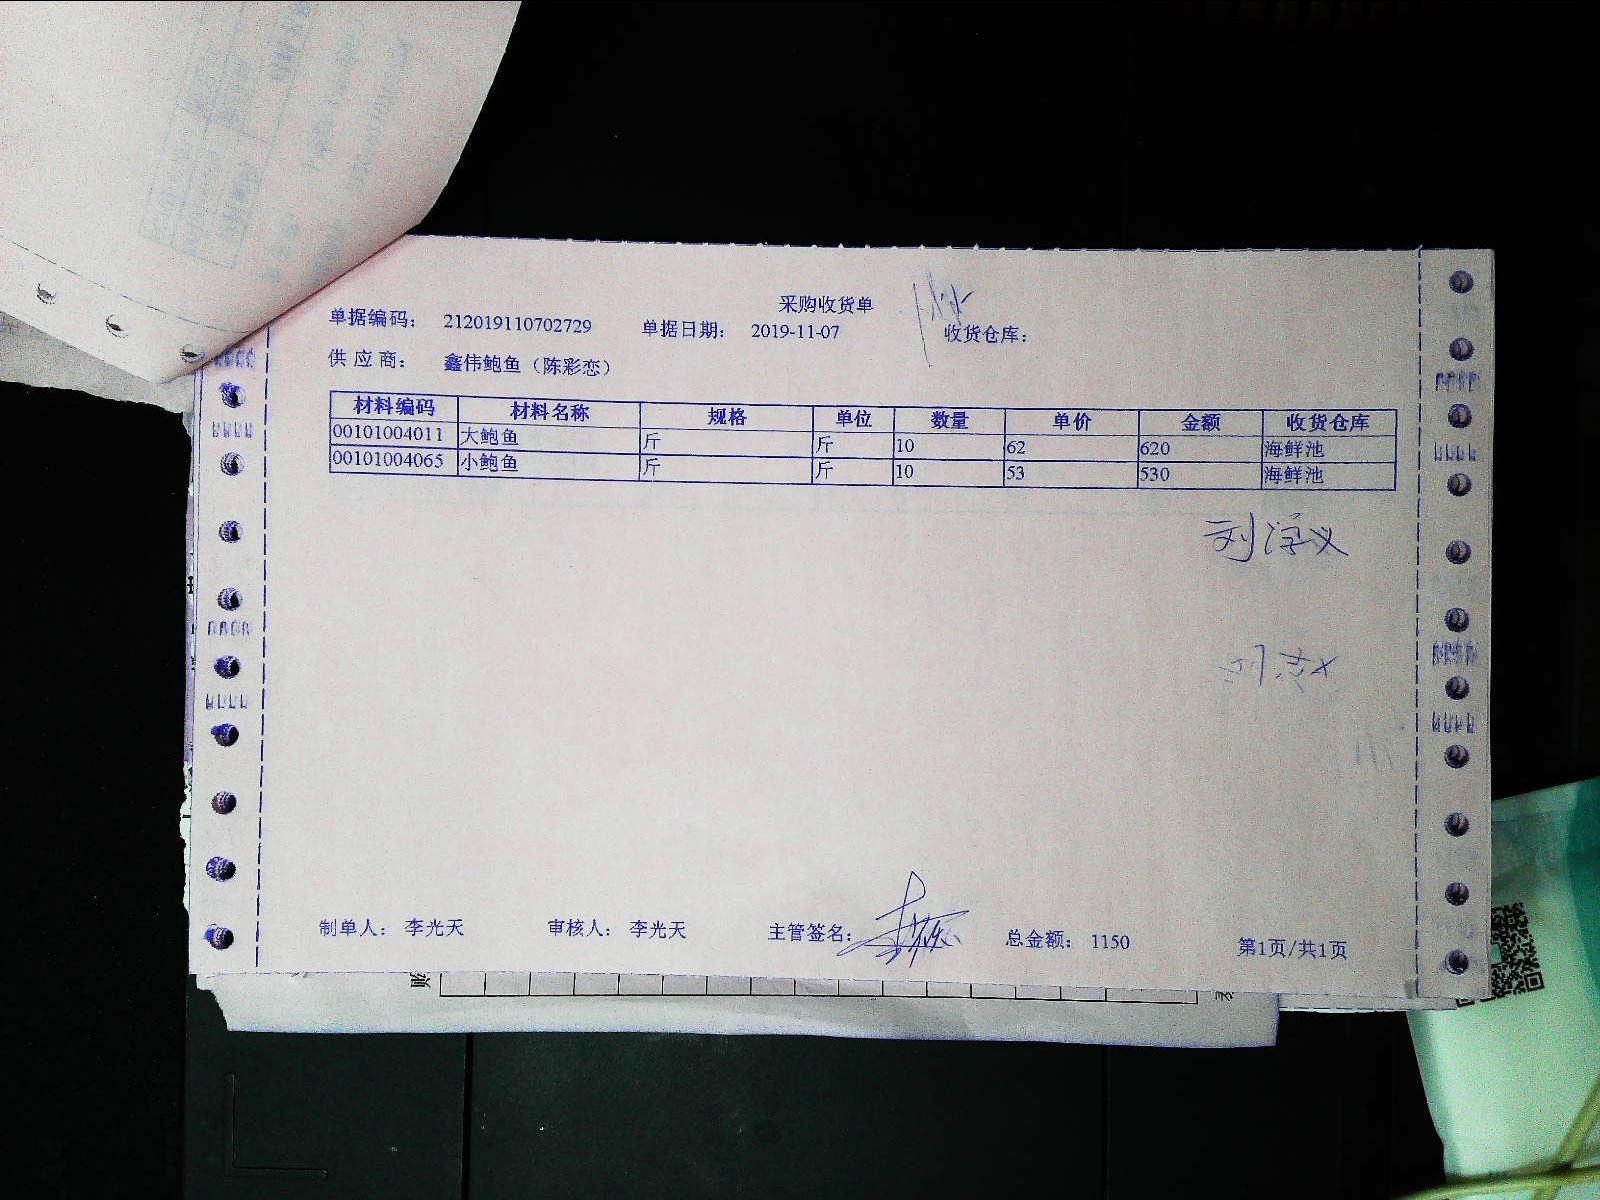 采购收货单
单据编码： 212019110702729 单据日期： 2019-11-07 收货仓库：
供 应 商： 鑫伟鲍鱼（陈彩恋）
材料编码 材料名称 规格 单位 数量 单价 金额 收货仓库
00101004011 大鲍鱼 斤 斤 10 62 620 海鲜池
00101004065 小鲍鱼 斤 斤 10 53 530 海鲜池
制单人： 李光天 审核人： 李光天 主管签名： 总金额： 1150 第1页/共1页